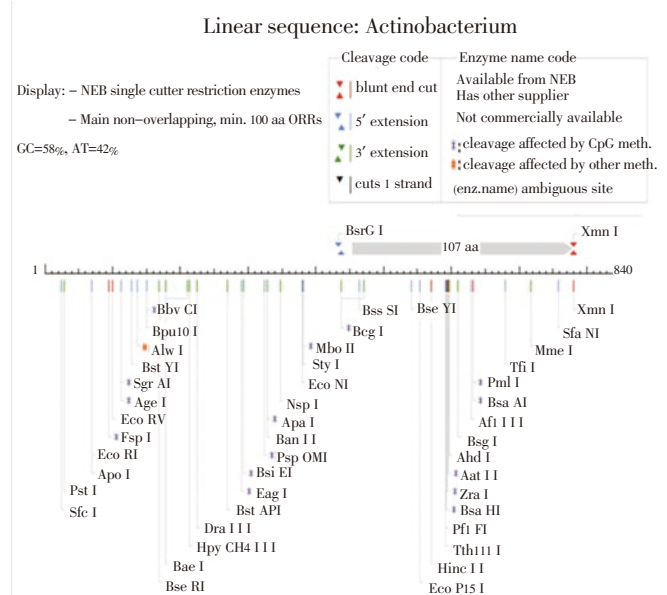 Linear sequence: Actinobacterium
Cleavage code
Enzyme name code
Display: – NEB single cutter restriction enzymes
– Main non–overlapping, min. 100 aa ORRs
GC=58%, AT=42%
blunt end cut
5′ extension
3′ extension
cuts 1 strand
Available from NEB
Has other supplier
Not commercially available
:cleavage affected by CpG meth.
:cleavage affected by other meth.
(enz.name) ambiguous site
BsrG I
Xmn I
107 aa
1
840
Bbv CI
Bpu10 I
Alw I
Bst YI
Sgr AI
Age I
Eco RV
Fsp I
Eco RI
Apo I
Pst I
Sfc I
Bss SI
Bcg I
Mbo II
Sty I
Eco NI
Nsp I
Apa I
Ban I I
Psp OMI
Bsi EI
Eag I
Bst API
Dra I I I
Hpy CH4 I I I
Bae I
Bse RI
Bse YI
Xmn I
Sfa NI
Mme I
Tfi I
Pml I
Bsa AI
Af1 I I I
Bsg I
Ahd I
Aat I I
Zra I
Bsa HI
Pf1 FI
Tth111 I
Hinc I I
Eco P15 I